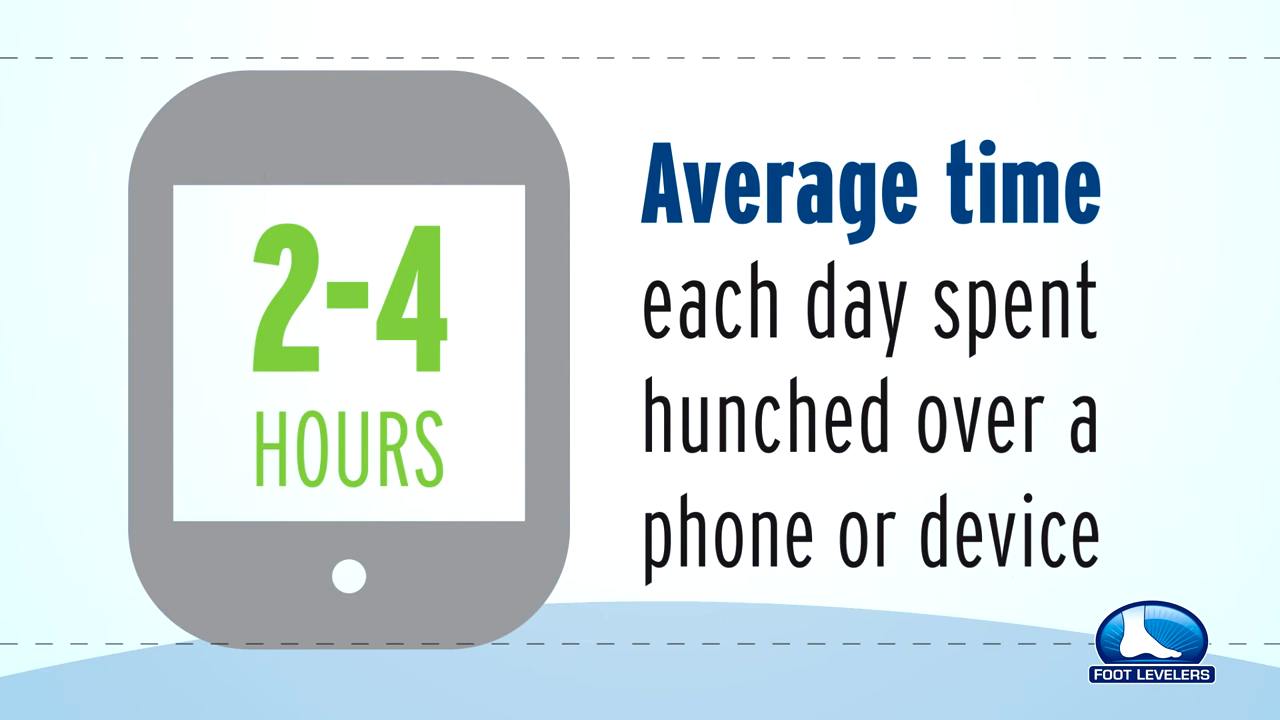 2-4
HOURS
Average time
each day spent
hunched over a
phone or device
FOOT LEVELERS